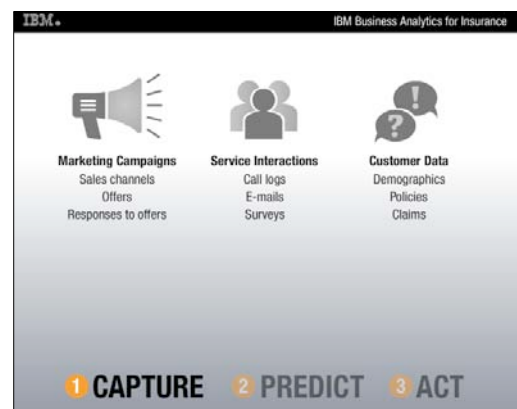 IBM.
IBM Business Analytics for Insurance
!
?
Marketing Campaigns
Sales channels
Offers
Responses to offers
Service Interactions
Call logs
E-mails
Surveys
Customer Data
Demographics
Policies
Claims
1 CAPTURE 2 PREDICT 3 ACT